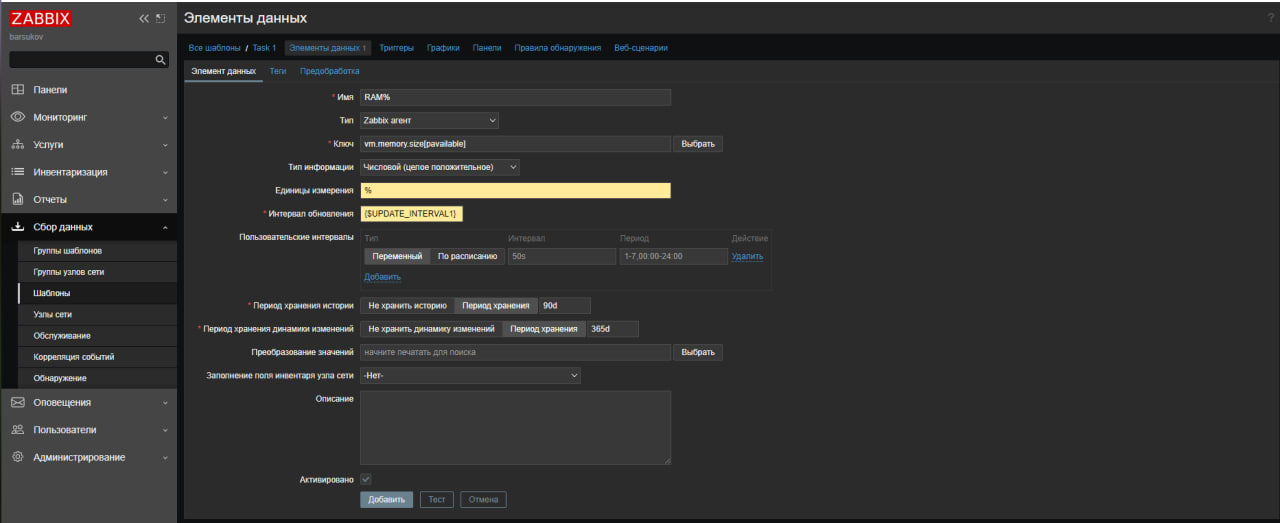 ZABBIX
barsukov
Панели
Мониторинг
Услуги
Инвентаризация
Отчеты
Сбор данных
Группы шаблонов
Группы узлов сети
Шаблоны
Узлы сети
Обслуживание
Корреляция событий
Обнаружение
Оповещения
Пользователи
Администрирование
Элементы данных
?
Все шаблоны / Task 1 Элементы данных 1 Триггеры Графики Панели Правила обнаружения Веб-сценарии
Элемент данных Теги Предобработка
* Имя RAM%
Тип Zabbix агент
* Ключ vm.memory.size[pavailable] Выбрать
Тип информации Числовой (целое положительное)
Единицы измерения %
* Интервал обновления {$UPDATE_INTERVAL1}
Пользовательские интервалы Тип Интервал Период Действие
Переменный По расписанию 50s 1-7,00:00-24:00 Удалить
Добавить
* Период хранения истории Не хранить историю Период хранения 90d
* Период хранения динамики изменений Не хранить динамику изменений Период хранения 365d
Преобразование значений начните печатать для поиска Выбрать
Заполнение поля инвентаря узла сети -Нет-
Описание
Активировано
Добавить Тест Отмена